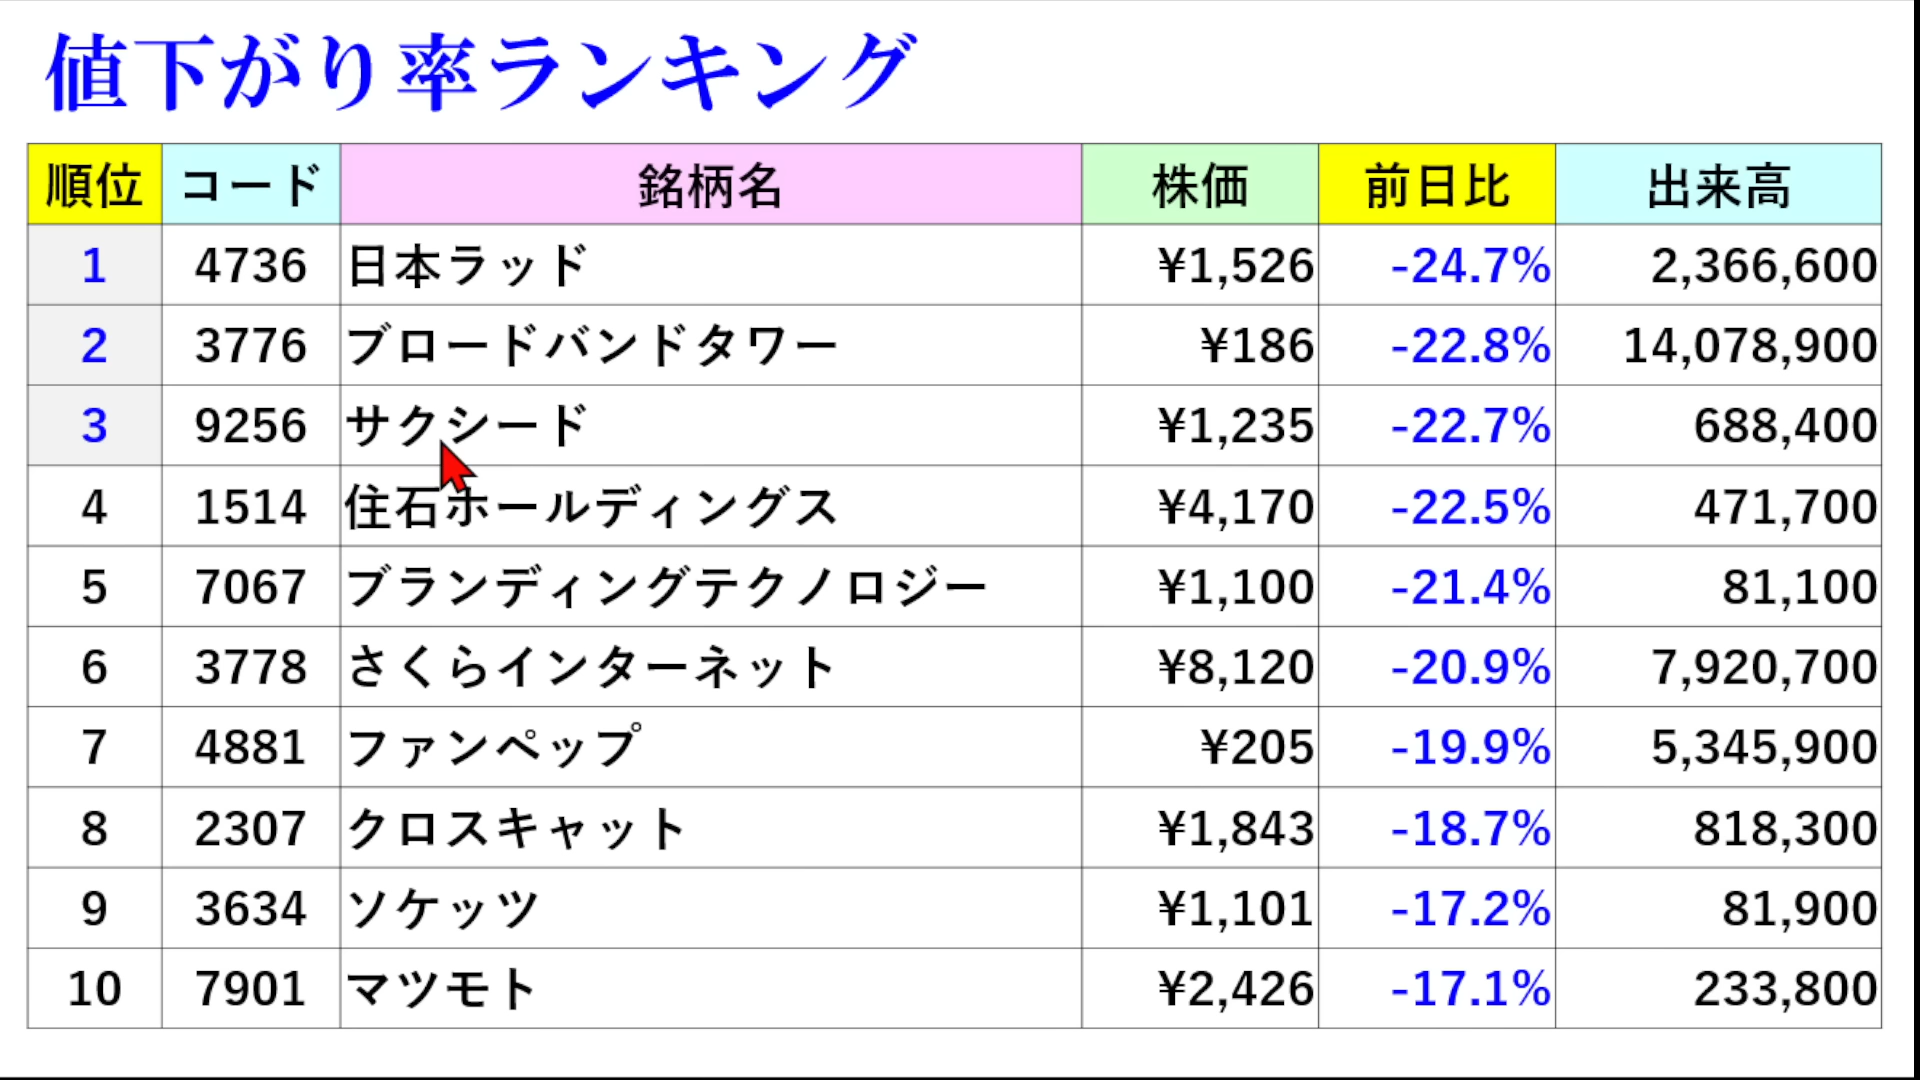 値下がり率ランキング
順位 コード 銘柄名 株価 前日比 出来高
1 4736 日本ラッド ¥1,526 -24.7% 2,366,600
2 3776 ブロードバンドタワー ¥186 -22.8% 14,078,900
3 9256 サクシード ¥1,235 -22.7% 688,400
4 1514 住石ホールディングス ¥4,170 -22.5% 471,700
5 7067 ブランディングテクノロジー ¥1,100 -21.4% 81,100
6 3778 さくらインターネット ¥8,120 -20.9% 7,920,700
7 4881 ファンペップ ¥205 -19.9% 5,345,900
8 2307 クロスキャット ¥1,843 -18.7% 818,300
9 3634 ソケッツ ¥1,101 -17.2% 81,900
10 7901 マツモト ¥2,426 -17.1% 233,800